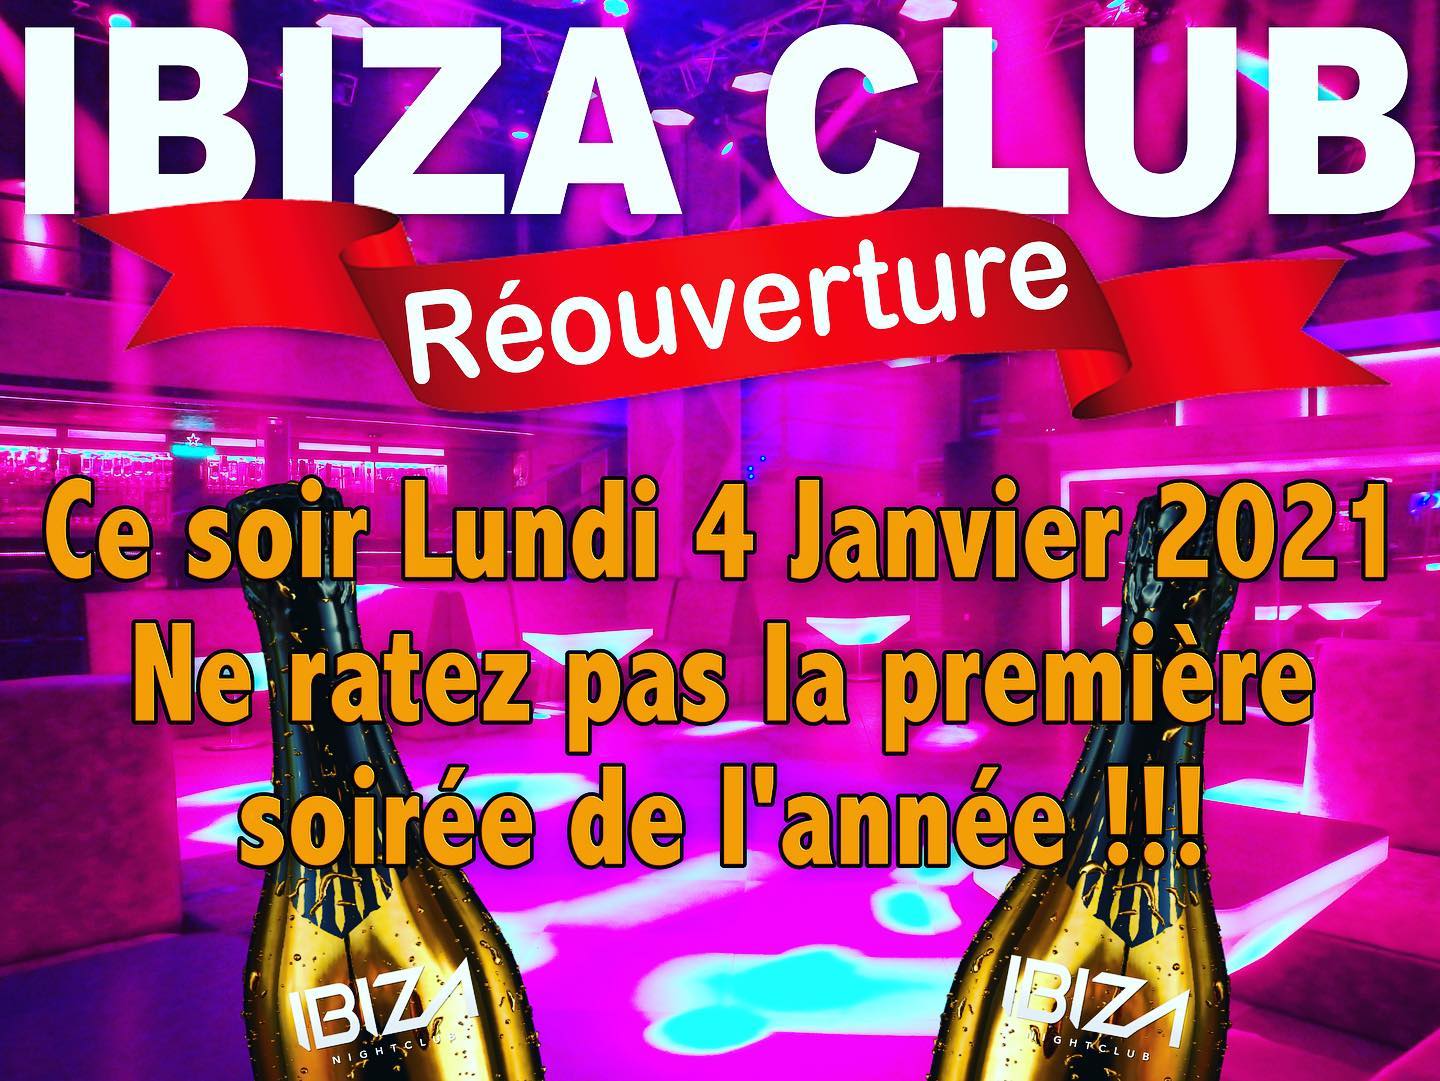 IBIZA CLUB
Réouverture
Ce soir Lundi 4 Janvier 2021
Ne ratez pas la première
soirée de l'année !!!
IBIZA
NIGHTCLUB
IBIZA
NIGHTCLUB